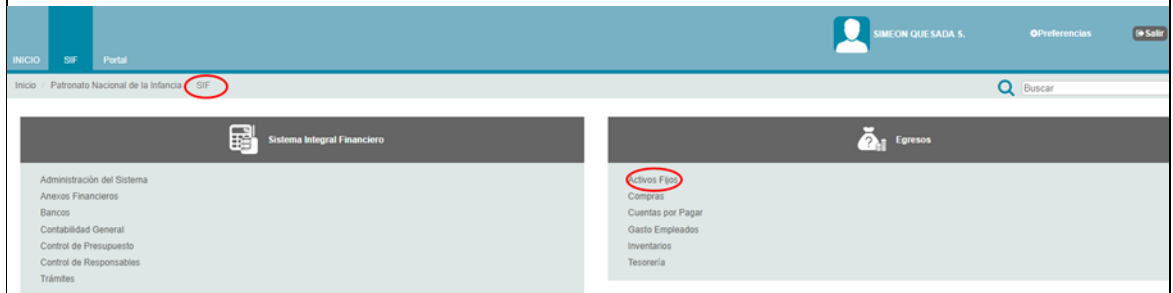 SIMEON QUESADA S.
Preferencias
Salir
INICIO SIF Portal
Inicio / Patronato Nacional de la Infancia / SIF
Buscar
Sistema Integral Financiero
Administración del Sistema
Anexos Financieros
Bancos
Contabilidad General
Control de Presupuesto
Control de Responsables
Trámites
Egresos
Activos Fijos
Compras
Cuentas por Pagar
Gasto Empleados
Inventarios
Tesorería